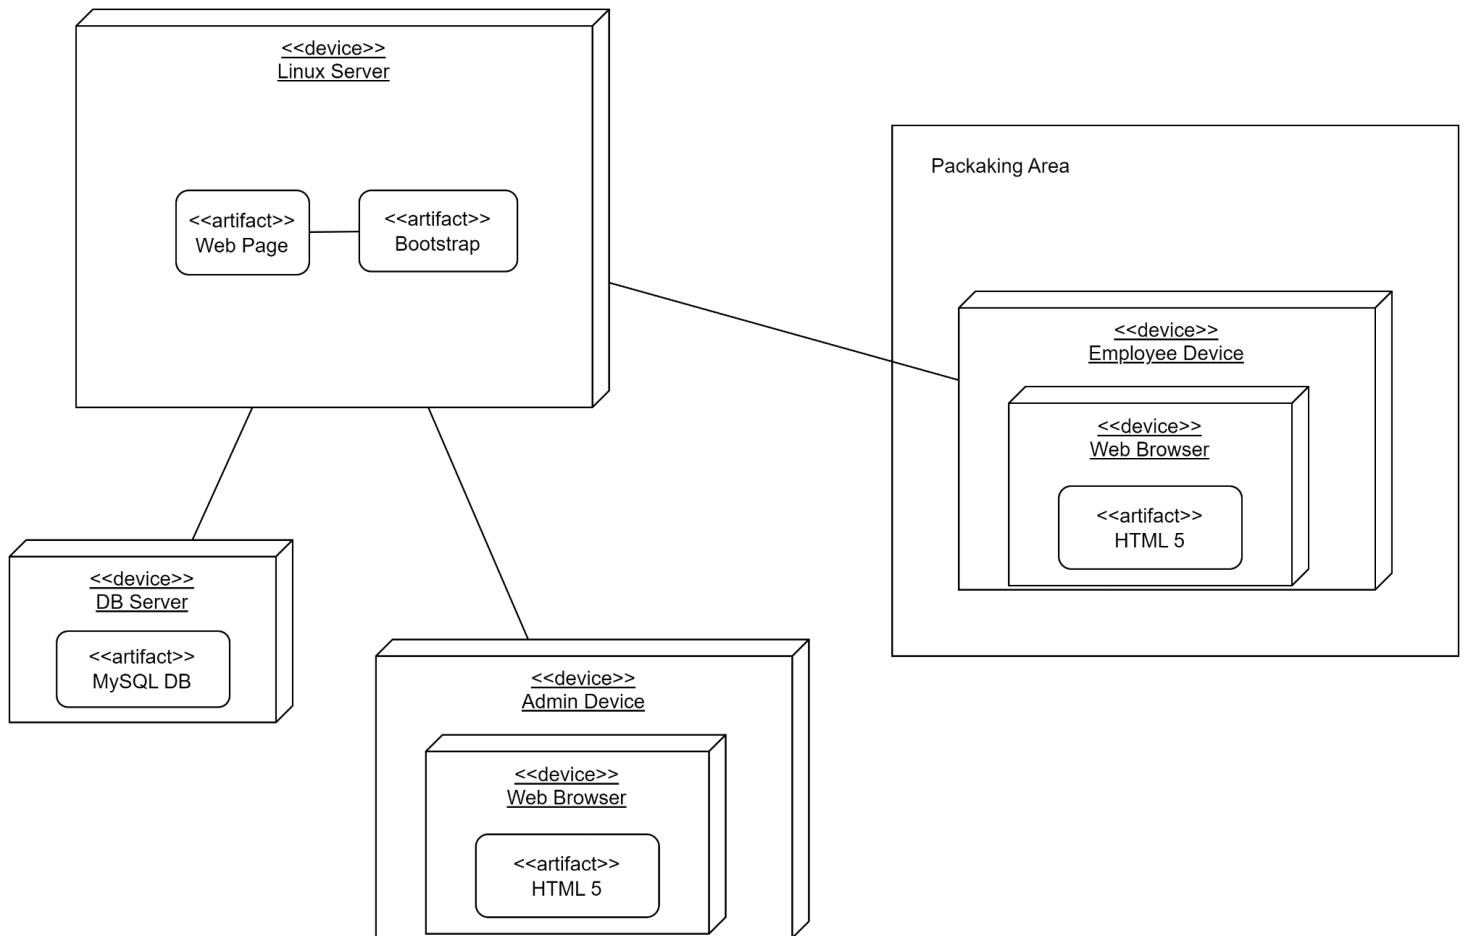 <<device>>
Linux Server
<<artifact>>
Web Page
<<artifact>>
Bootstrap
Packaking Area
<<device>>
Employee Device
<<device>>
Web Browser
<<artifact>>
HTML 5
<<device>>
DB Server
<<artifact>>
MySQL DB
<<device>>
Admin Device
<<device>>
Web Browser
<<artifact>>
HTML 5